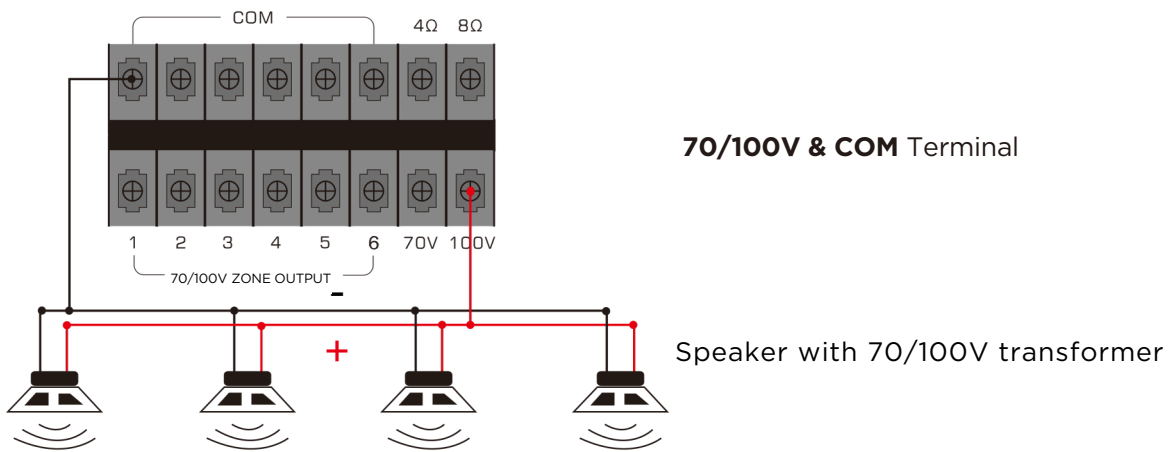 COM 4Ω 8Ω
70/100V & COM Terminal
1 2 3 4 5 6 70V 100V
70/100V ZONE OUTPUT
-
+
Speaker with 70/100V transformer